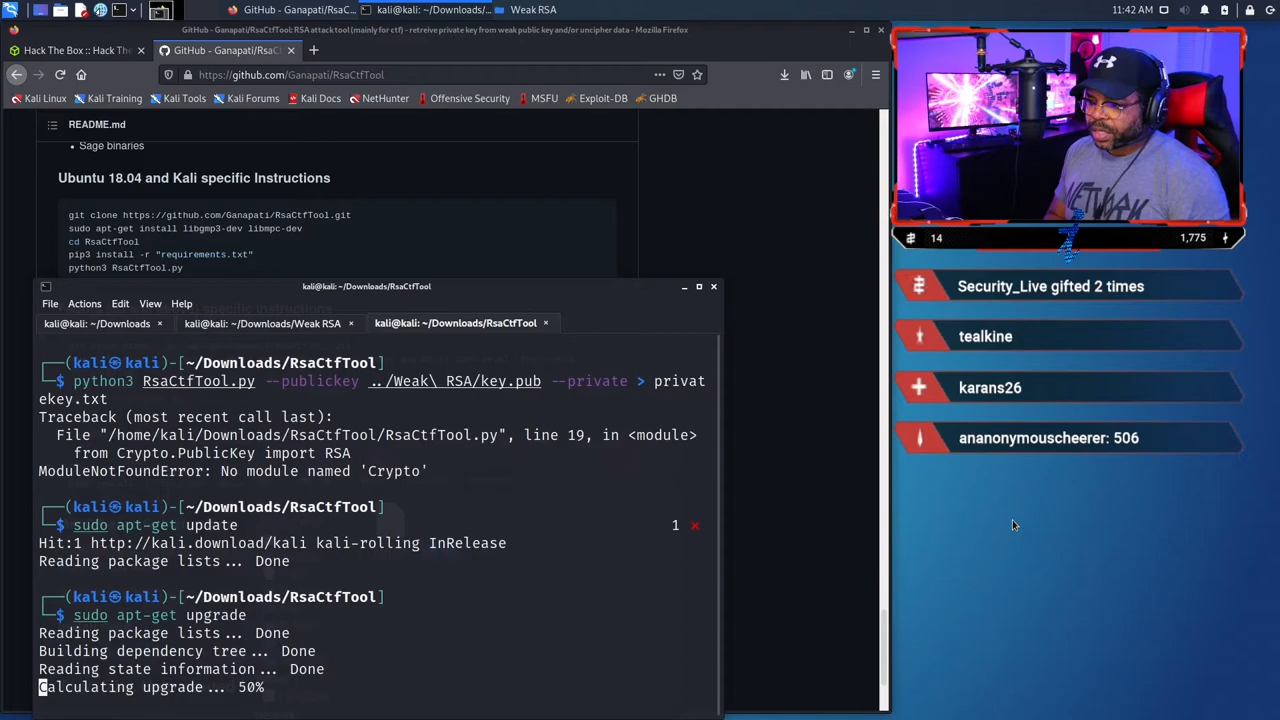 GitHub - Ganapati/RsaC...
kali@kali: ~/Downloads/...
Weak RSA
11:42 AM
GitHub - Ganapati/RsaCtfTool: RSA attack tool (mainly for ctf) - retreive private key from weak public key and/or uncipher data - Mozilla Firefox
Hack The Box :: Hack The
GitHub - Ganapati/RsaCtf
https://github.com/Ganapati/RsaCtfTool
Kali Linux
Kali Training
Kali Tools
Kali Forums
Kali Docs
NetHunter
Offensive Security
MSFU
Exploit-DB
GHDB
README.md
Sage binaries
Ubuntu 18.04 and Kali specific Instructions
git clone https://github.com/Ganapati/RsaCtfTool.git
sudo apt-get install libgmp3-dev libmpc-dev
cd RsaCtfTool
pip3 install -r "requirements.txt"
python3 RsaCtfTool.py
kali@kali: ~/Downloads/RsaCtfTool
File Actions Edit View Help
kali@kali: ~/Downloads
kali@kali: ~/Downloads/Weak RSA
kali@kali: ~/Downloads/RsaCtfTool
(kali㉿kali)-[~/Downloads/RsaCtfTool]
$ python3 RsaCtfTool.py --publickey ../Weak\ RSA/key.pub --private > privat
ekey.txt
Traceback (most recent call last):
File "/home/kali/Downloads/RsaCtfTool/RsaCtfTool.py", line 19, in <module>
from Crypto.PublicKey import RSA
ModuleNotFoundError: No module named 'Crypto'
(kali㉿kali)-[~/Downloads/RsaCtfTool]
$ sudo apt-get update 1 ⨯
Hit:1 http://kali.download/kali kali-rolling InRelease
Reading package lists... Done
(kali㉿kali)-[~/Downloads/RsaCtfTool]
$ sudo apt-get upgrade
Reading package lists... Done
Building dependency tree... Done
Reading state information... Done
Calculating upgrade... 50%
NETWORK
14
1,775
Security_Live gifted 2 times
tealkine
karans26
ananonymouscheerer: 506